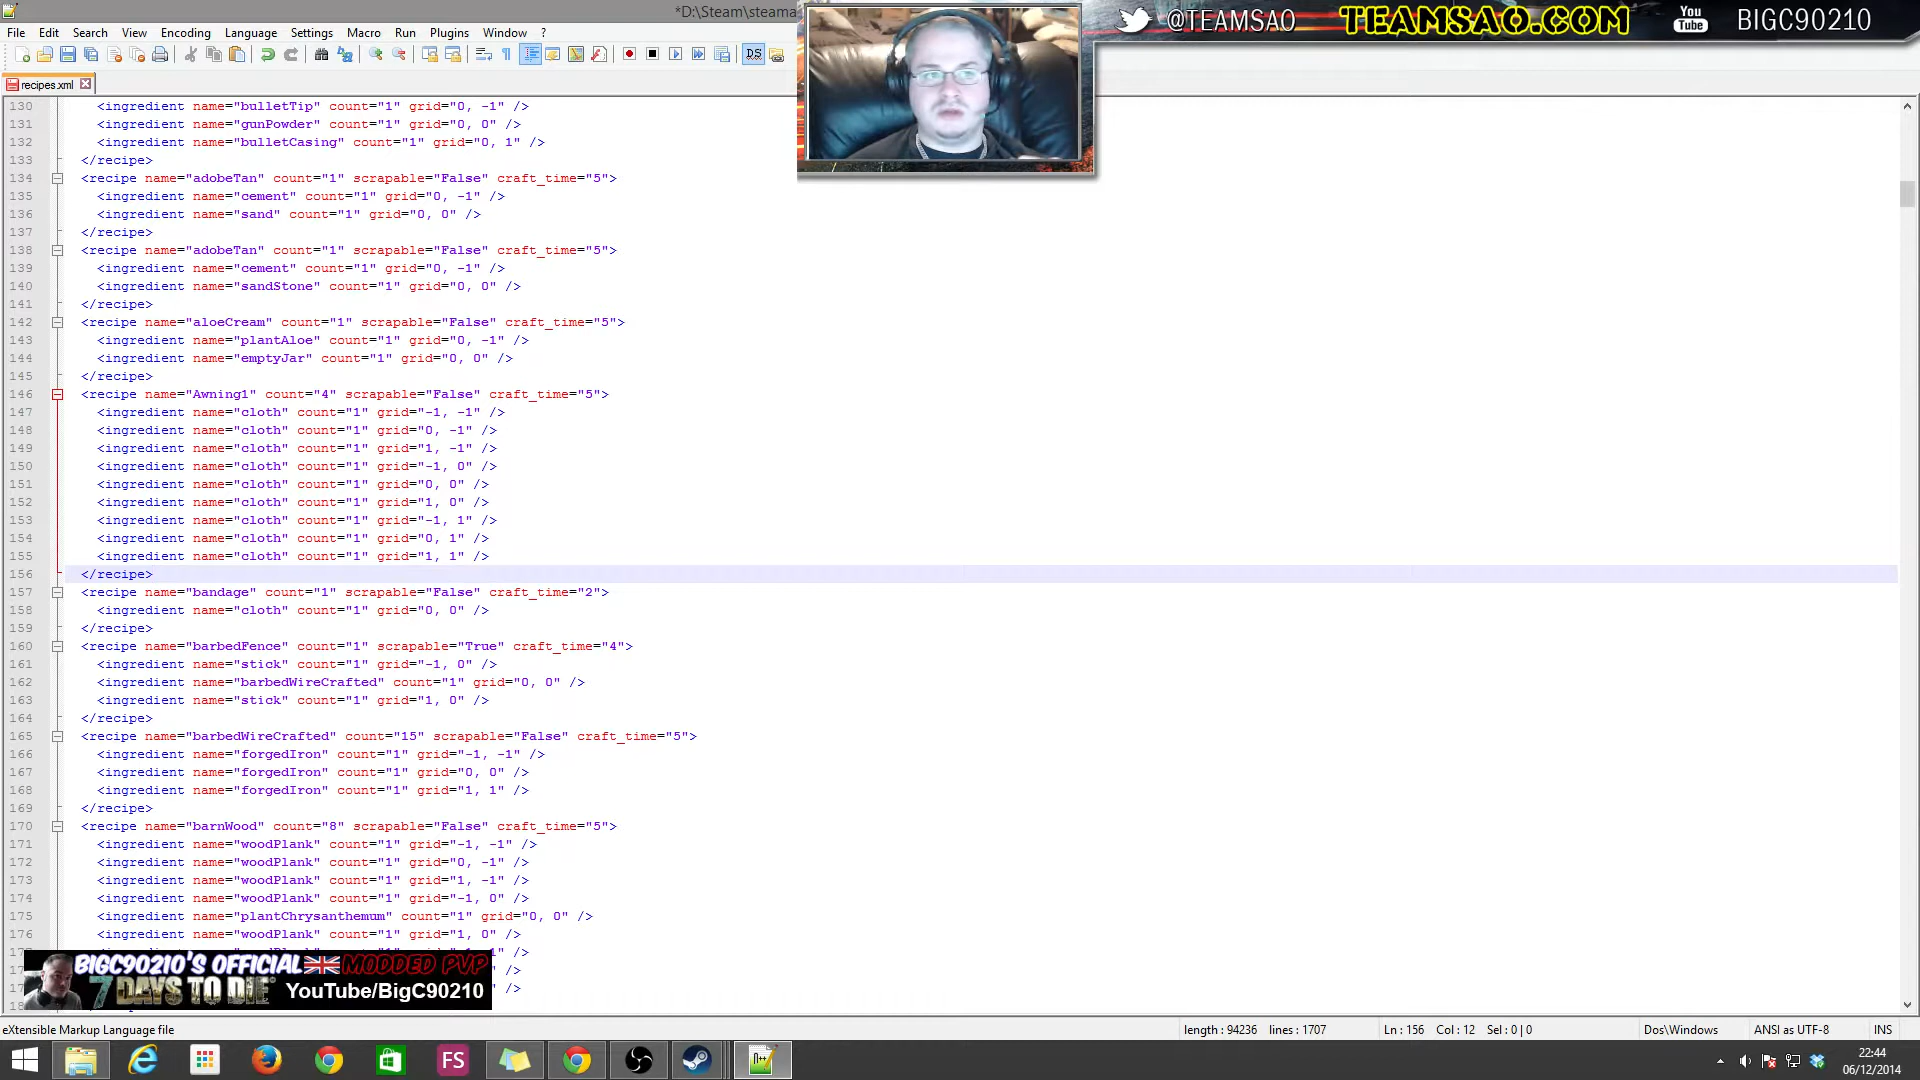 *D:\Steam\steama
@TEAMSAO TEAMSAO.COM You Tube BIGC90210
File Edit Search View Encoding Language Settings Macro Run Plugins Window ?
recipes.xml
130 <ingredient name="bulletTip" count="1" grid="0, -1" />
131 <ingredient name="gunPowder" count="1" grid="0, 0" />
132 <ingredient name="bulletCasing" count="1" grid="0, 1" />
133 </recipe>
134 <recipe name="adobeTan" count="1" scrapable="False" craft_time="5">
135 <ingredient name="cement" count="1" grid="0, -1" />
136 <ingredient name="sand" count="1" grid="0, 0" />
137 </recipe>
138 <recipe name="adobeTan" count="1" scrapable="False" craft_time="5">
139 <ingredient name="cement" count="1" grid="0, -1" />
140 <ingredient name="sandStone" count="1" grid="0, 0" />
141 </recipe>
142 <recipe name="aloeCream" count="1" scrapable="False" craft_time="5">
143 <ingredient name="plantAloe" count="1" grid="0, -1" />
144 <ingredient name="emptyJar" count="1" grid="0, 0" />
145 </recipe>
146 <recipe name="Awning1" count="4" scrapable="False" craft_time="5">
147 <ingredient name="cloth" count="1" grid="-1, -1" />
148 <ingredient name="cloth" count="1" grid="0, -1" />
149 <ingredient name="cloth" count="1" grid="1, -1" />
150 <ingredient name="cloth" count="1" grid="-1, 0" />
151 <ingredient name="cloth" count="1" grid="0, 0" />
152 <ingredient name="cloth" count="1" grid="1, 0" />
153 <ingredient name="cloth" count="1" grid="-1, 1" />
154 <ingredient name="cloth" count="1" grid="0, 1" />
155 <ingredient name="cloth" count="1" grid="1, 1" />
156 </recipe>
157 <recipe name="bandage" count="1" scrapable="False" craft_time="2">
158 <ingredient name="cloth" count="1" grid="0, 0" />
159 </recipe>
160 <recipe name="barbedFence" count="1" scrapable="True" craft_time="4">
161 <ingredient name="stick" count="1" grid="-1, 0" />
162 <ingredient name="barbedWireCrafted" count="1" grid="0, 0" />
163 <ingredient name="stick" count="1" grid="1, 0" />
164 </recipe>
165 <recipe name="barbedWireCrafted" count="15" scrapable="False" craft_time="5">
166 <ingredient name="forgedIron" count="1" grid="-1, -1" />
167 <ingredient name="forgedIron" count="1" grid="0, 0" />
168 <ingredient name="forgedIron" count="1" grid="1, 1" />
169 </recipe>
170 <recipe name="barnWood" count="8" scrapable="False" craft_time="5">
171 <ingredient name="woodPlank" count="1" grid="-1, -1" />
172 <ingredient name="woodPlank" count="1" grid="0, -1" />
173 <ingredient name="woodPlank" count="1" grid="1, -1" />
174 <ingredient name="woodPlank" count="1" grid="-1, 0" />
175 <ingredient name="plantChrysanthemum" count="1" grid="0, 0" />
176 <ingredient name="woodPlank" count="1" grid="1, 0" />
/>
/>
/>
BIGC90210'S OFFICIAL MODDED PVP
7 DAYS TO DIE YouTube/BigC90210
eXtensible Markup Language file length : 94236 lines : 1707 Ln : 156 Col : 12 Sel : 0 | 0 Dos\Windows ANSI as UTF-8 INS
FS
22:44
06/12/2014